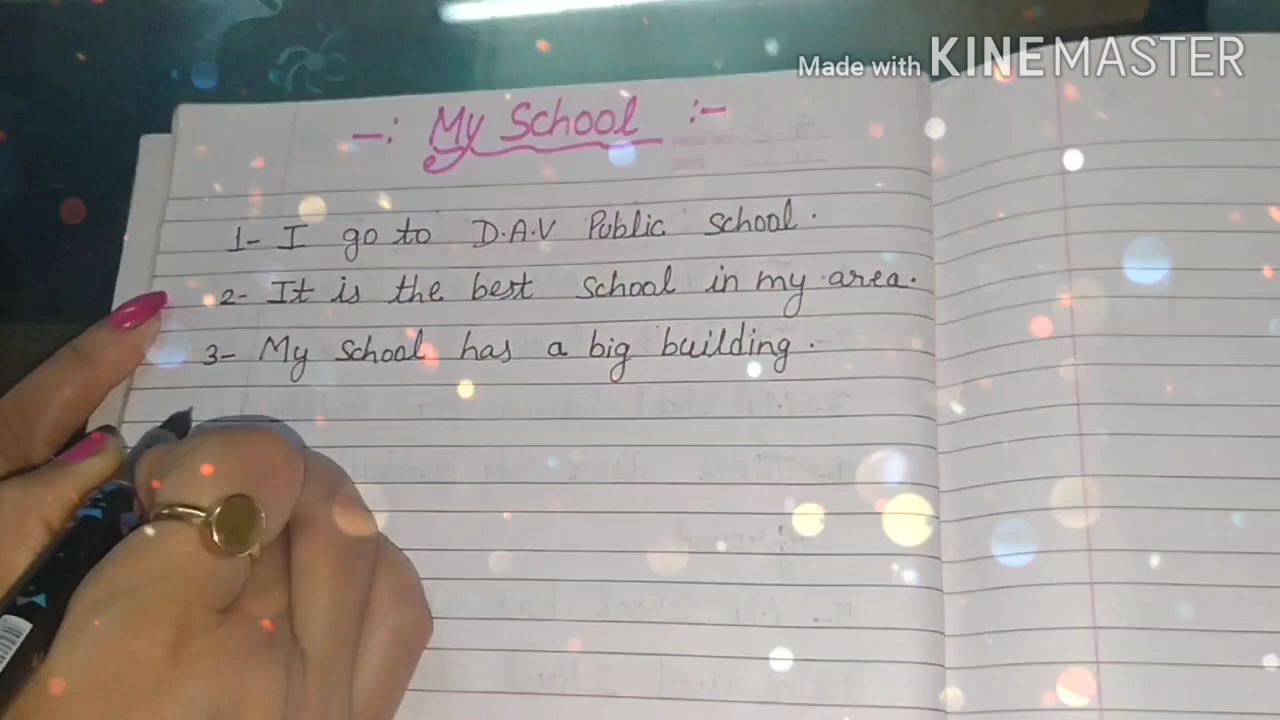 Made with KINEMASTER
-: My School :-
1- I go to D.A.V Public School.
2- It is the best School in my area.
3- My School has a big building.